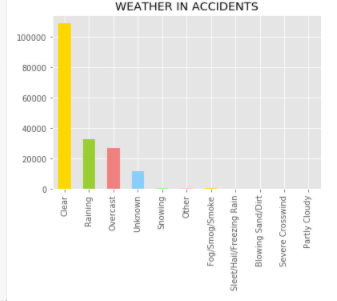 WEATHER IN ACCIDENTS
100000
80000
60000
40000
20000
0
Clear
Raining
Overcast
Unknown
Snowing
Other
Fog/Smog/Smoke
Sleet/Hail/Freezing Rain
Blowing Sand/Dirt
Severe Crosswind
Partly Cloudy